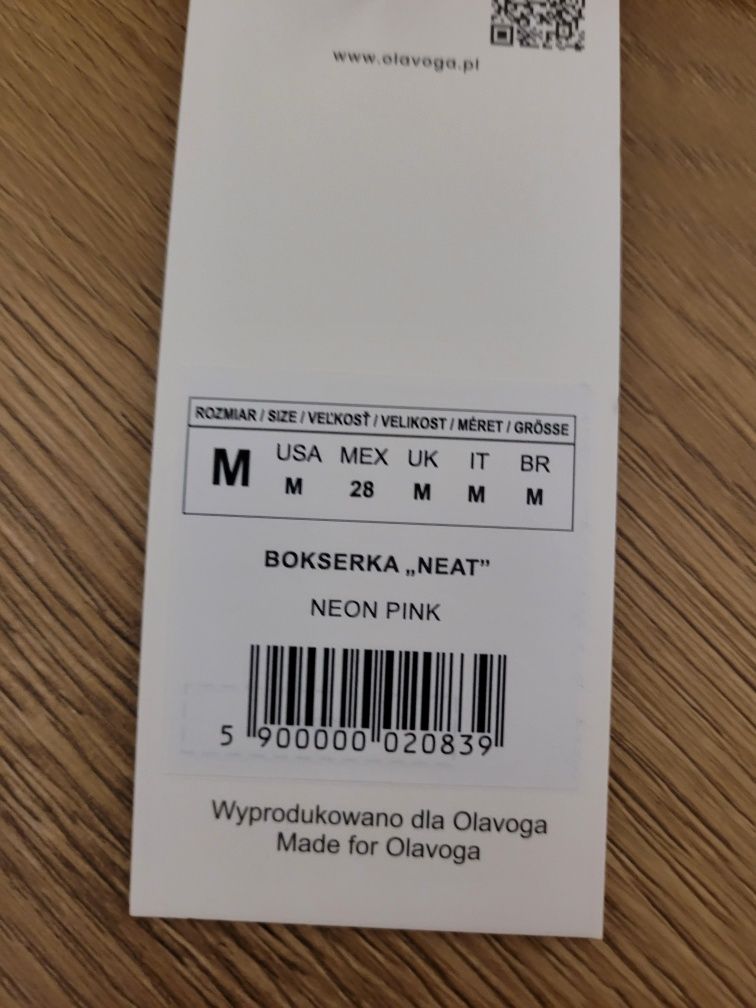 www.olavoga.pl
ROZMIAR / SIZE / VEĽKOSŤ / VELIKOST / MÉRET / GRÖSSE
M USA MEX UK IT BR
M 28 M M M
BOKSERKA „NEAT”
NEON PINK
5 900000 020839
Wyprodukowano dla Olavoga
Made for Olavoga